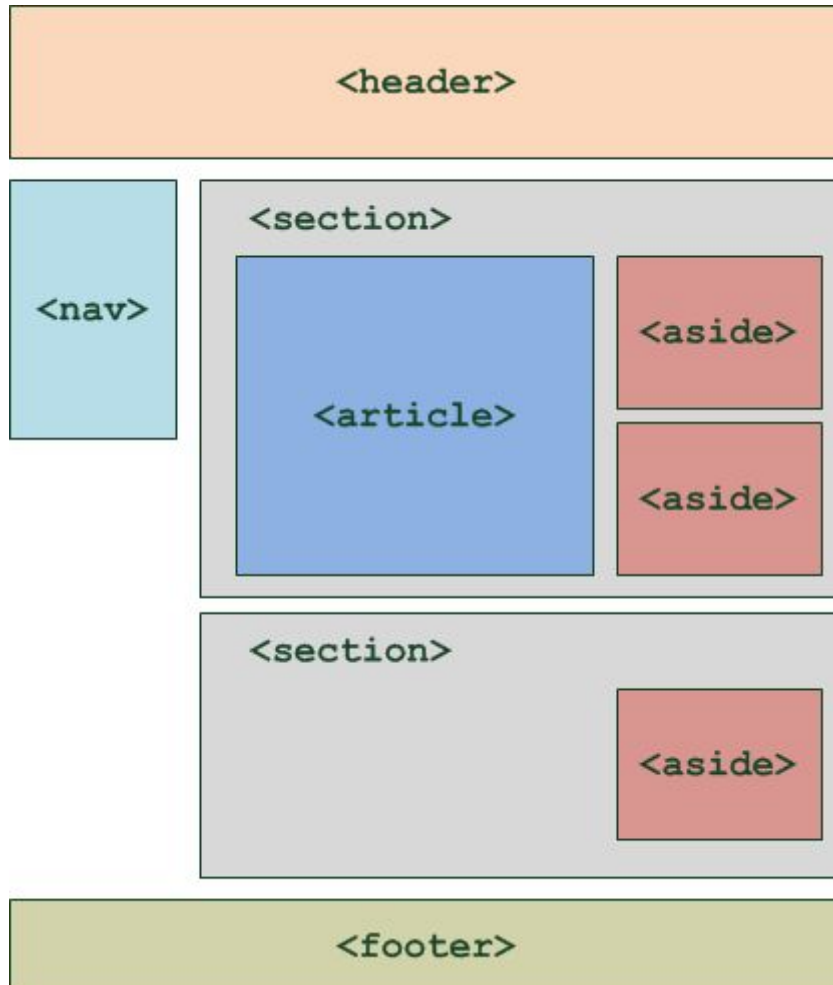 <header>
<nav>
<section>
<article>
<aside>
<aside>
<section>
<aside>
<footer>